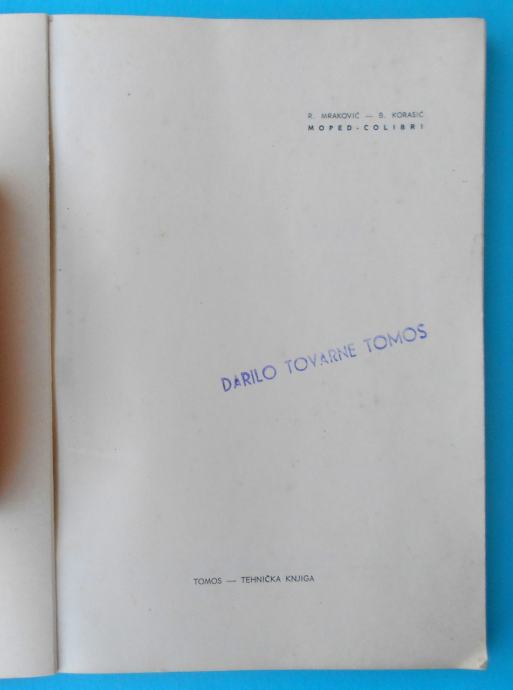 R. MRAKOVIĆ — B. KORASIĆ
MOPED-COLIBRI
DARILO TOVARNE TOMOS
TOMOS — TEHNIČKA KNJIGA